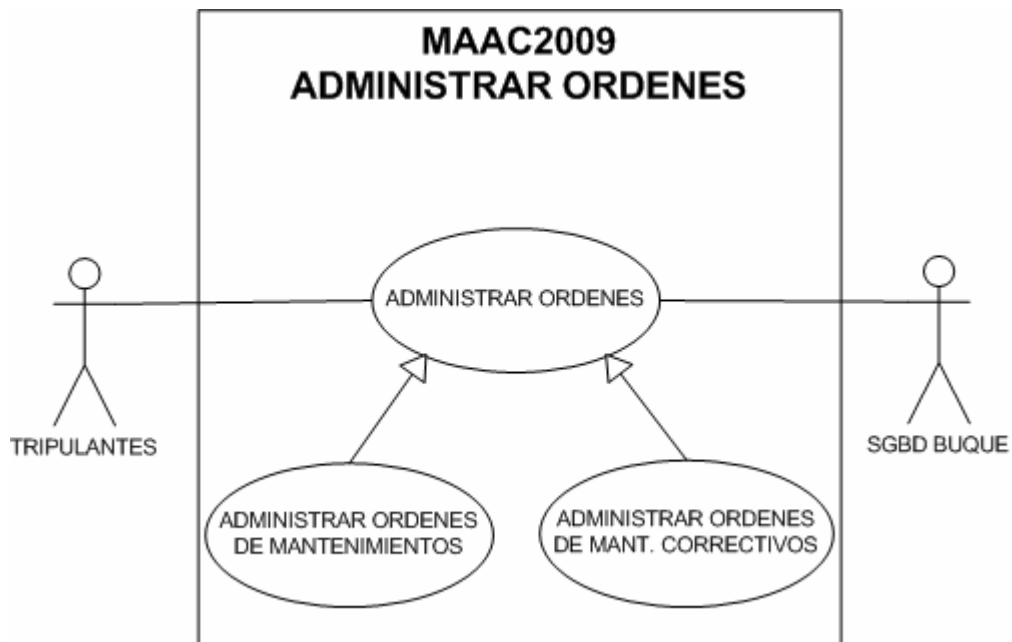 MAAC2009
ADMINISTRAR ORDENES
ADMINISTRAR ORDENES
TRIPULANTES
SGBD BUQUE
ADMINISTRAR ORDENES
DE MANTENIMIENTOS
ADMINISTRAR ORDENES
DE MANT. CORRECTIVOS